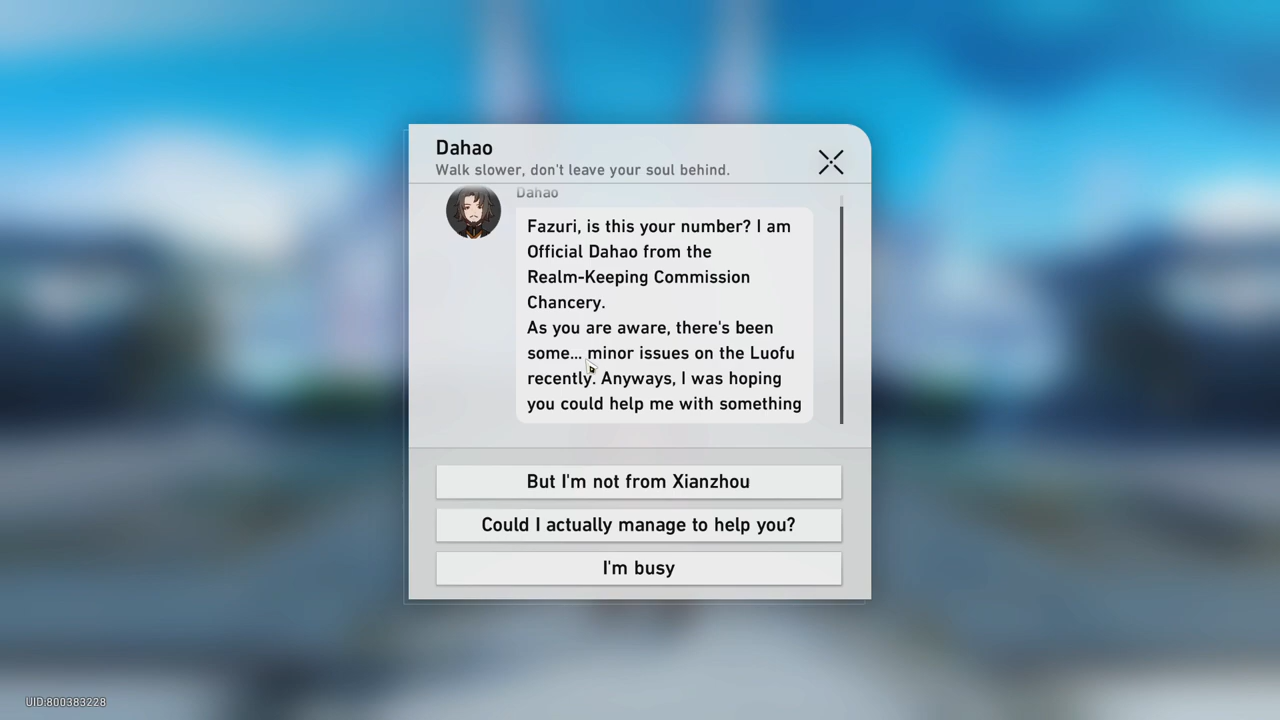 Dahao
Walk slower, don't leave your soul behind.
Dahao
Fazuri, is this your number? I am
Official Dahao from the
Realm-Keeping Commission
Chancery.
As you are aware, there's been
some... minor issues on the Luofu
recently. Anyways, I was hoping
you could help me with something
But I'm not from Xianzhou
Could I actually manage to help you?
I'm busy
UID:800383228